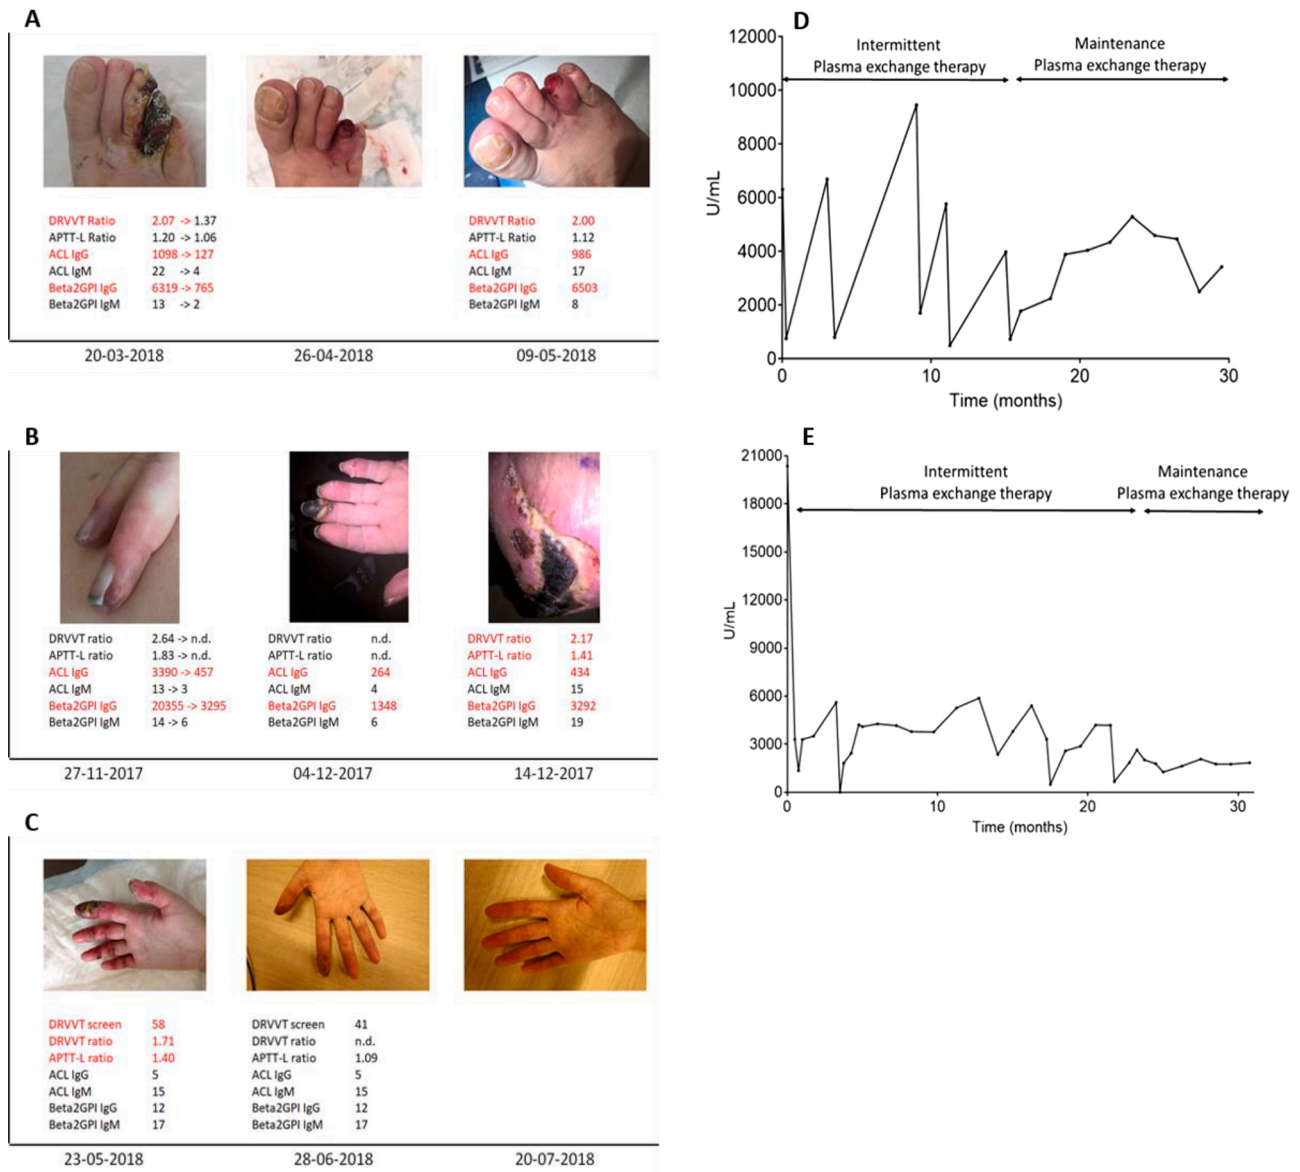 A
DRVVT Ratio 2.07 -> 1.37
APTT-L Ratio 1.20 -> 1.06
ACL IgG 1098 -> 127
ACL IgM 22 -> 4
Beta2GPI IgG 6319 -> 765
Beta2GPI IgM 13 -> 2
DRVVT Ratio 2.00
APTT-L Ratio 1.12
ACL IgG 986
ACL IgM 17
Beta2GPI IgG 6503
Beta2GPI IgM 8
20-03-2018 26-04-2018 09-05-2018
B
DRVVT ratio 2.64 -> n.d.
APTT-L ratio 1.83 -> n.d.
ACL IgG 3390 -> 457
ACL IgM 13 -> 3
Beta2GPI IgG 20355 -> 3295
Beta2GPI IgM 14 -> 6
DRVVT ratio n.d.
APTT-L ratio n.d.
ACL IgG 264
ACL IgM 4
Beta2GPI IgG 1348
Beta2GPI IgM 6
DRVVT ratio 2.17
APTT-L ratio 1.41
ACL IgG 434
ACL IgM 15
Beta2GPI IgG 3292
Beta2GPI IgM 19
27-11-2017 04-12-2017 14-12-2017
C
DRVVT screen 58
DRVVT ratio 1.71
APTT-L ratio 1.40
ACL IgG 5
ACL IgM 15
Beta2GPI IgG 12
Beta2GPI IgM 17
DRVVT screen 41
DRVVT ratio n.d.
APTT-L ratio 1.09
ACL IgG 5
ACL IgM 15
Beta2GPI IgG 12
Beta2GPI IgM 17
23-05-2018 28-06-2018 20-07-2018
D
Intermittent
Plasma exchange therapy
Maintenance
Plasma exchange therapy
12000
10000
8000
6000
4000
2000
0
U/mL
0 10 20 30
Time (months)
E
Intermittent
Plasma exchange therapy
Maintenance
Plasma exchange therapy
21000
18000
15000
12000
9000
6000
3000
0
U/mL
0 10 20 30
Time (months)